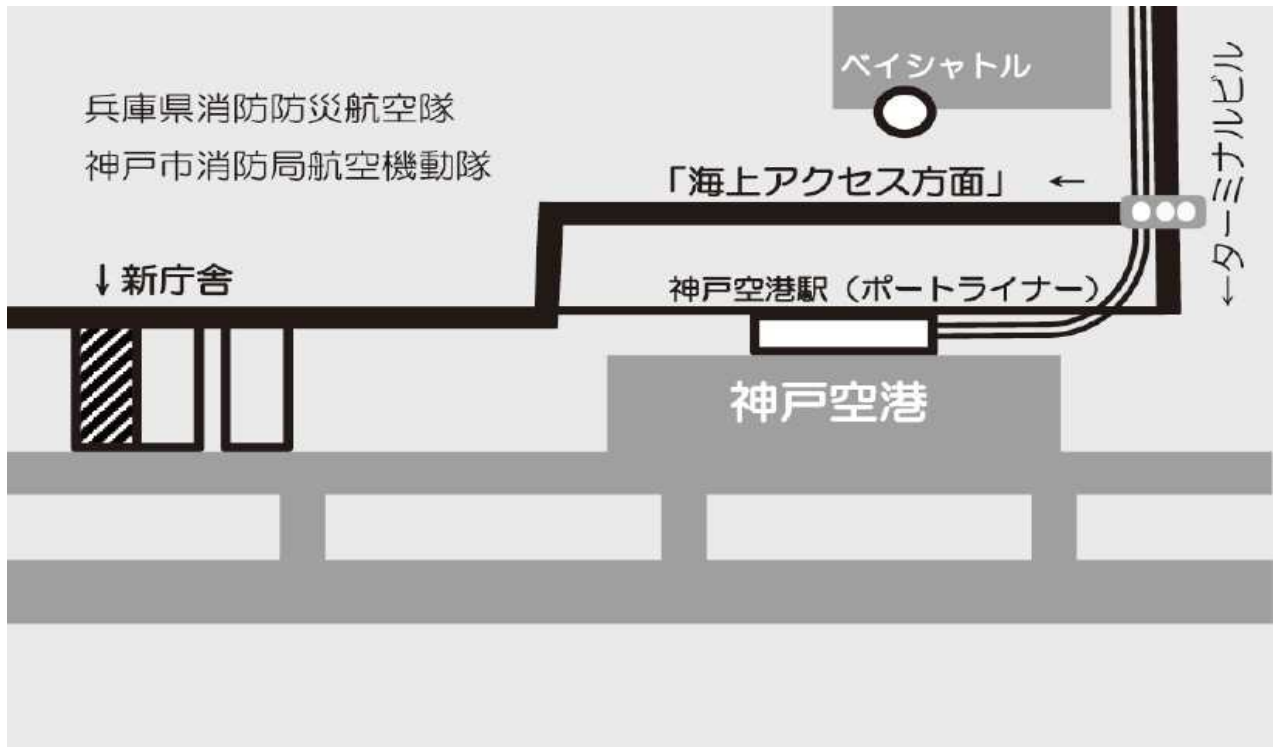 ベイシャトル
兵庫県消防防災航空隊
神戸市消防局航空機動隊
「海上アクセス方面」 ←
←ターミナルビル
↓新庁舎
神戸空港駅（ポートライナー）
神戸空港